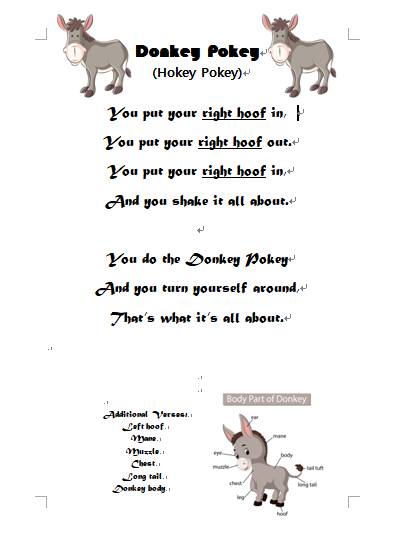 Donkey Pokey
(Hokey Pokey)
You put your right hoof in,
You put your right hoof out.
You put your right hoof in,
And you shake it all about.
You do the Donkey Pokey
And you turn yourself around,
That's what it's all about.
Additional Verses:
Left hoof.
Mane.
Muzzle.
Chest.
Long tail.
Donkey body.
Body Part of Donkey
ear
mane
eye
body
muzzle
tail tuft
chest
long tail
leg
hoof